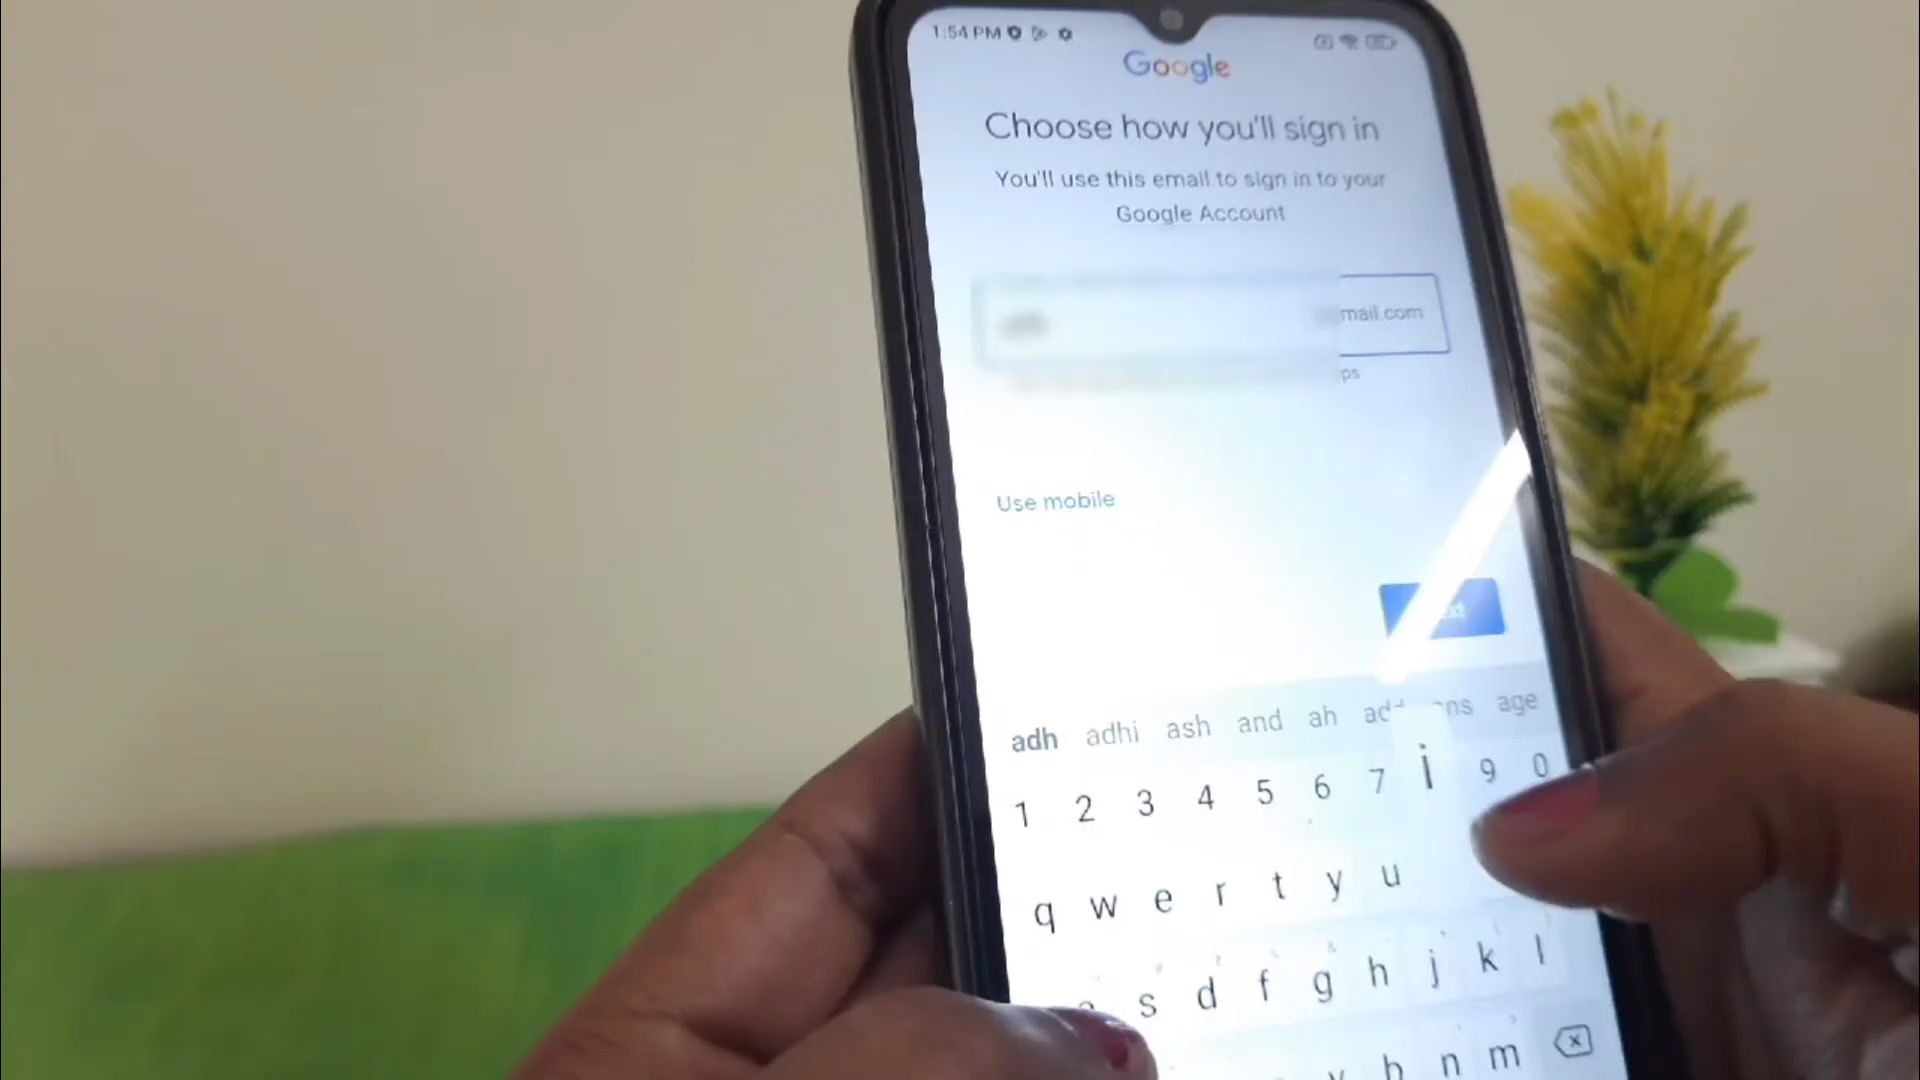 1:54 PM
Google
Choose how you'll sign in
You'll use this email to sign in to your
Google Account
mail.com
ps
Use mobile
adh adhi ash and ah age
1 2 3 4 5 6 7 i 9 0
q w e r t y u
s d f g h j k l
n m